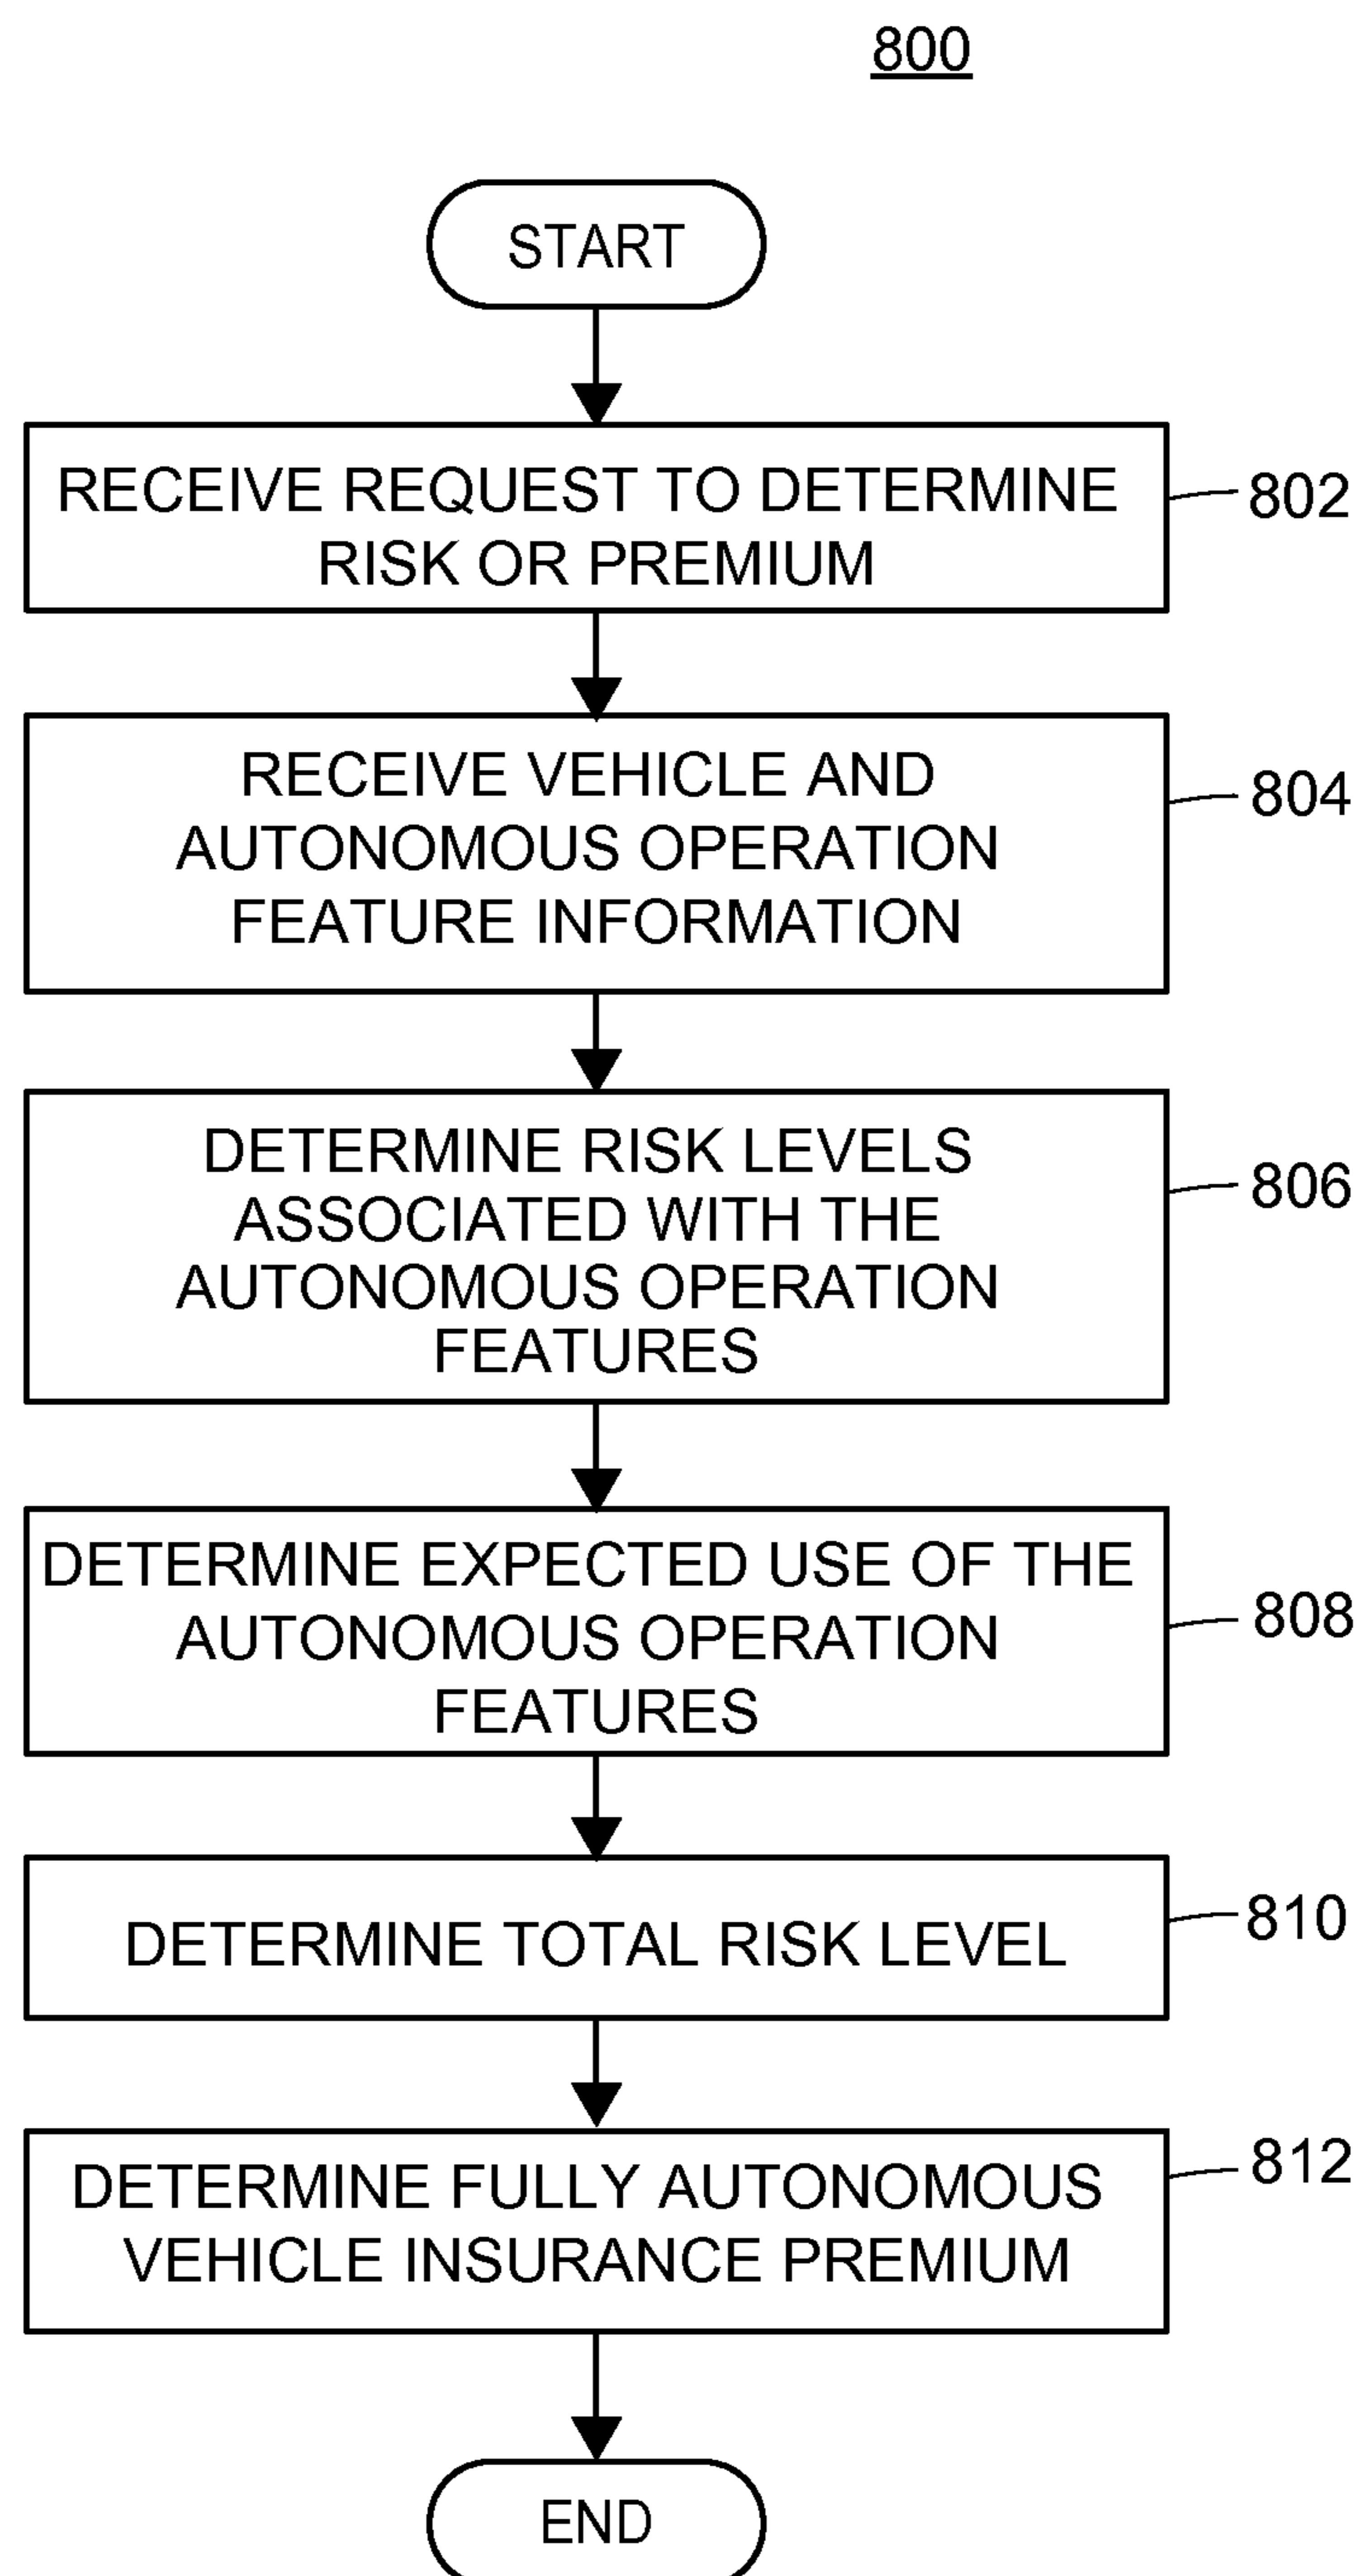 800
START
RECEIVE REQUEST TO DETERMINE
RISK OR PREMIUM
802
RECEIVE VEHICLE AND
AUTONOMOUS OPERATION
FEATURE INFORMATION
804
DETERMINE RISK LEVELS
ASSOCIATED WITH THE
AUTONOMOUS OPERATION
FEATURES
806
DETERMINE EXPECTED USE OF THE
AUTONOMOUS OPERATION
FEATURES
808
DETERMINE TOTAL RISK LEVEL
810
DETERMINE FULLY AUTONOMOUS
VEHICLE INSURANCE PREMIUM
812
END